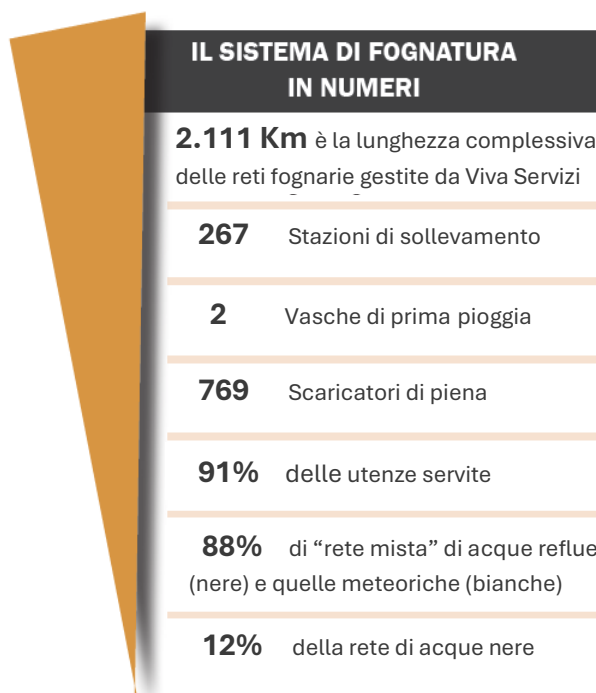 IL SISTEMA DI FOGNATURA
IN NUMERI
2.111 Km è la lunghezza complessiva
delle reti fognarie gestite da Viva Servizi
267 Stazioni di sollevamento
2 Vasche di prima pioggia
769 Scaricatori di piena
91% delle utenze servite
88% di “rete mista” di acque reflue
(nere) e quelle meteoriche (bianche)
12% della rete di acque nere